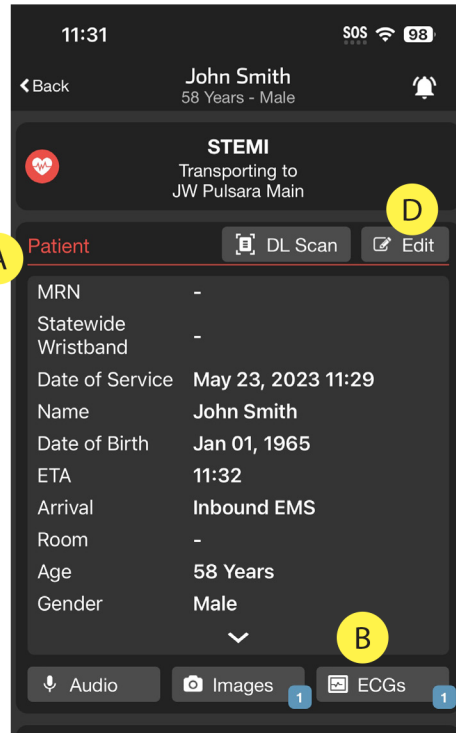 11:31 SOS 98
Back John Smith
58 Years - Male
STEMI
Transporting to
JW Pulsara Main
D
A
Patient DL Scan Edit
MRN -
Statewide
Wristband -
Date of Service May 23, 2023 11:29
Name John Smith
Date of Birth Jan 01, 1965
ETA 11:32
Arrival Inbound EMS
Room -
Age 58 Years
Gender Male
B
Audio Images 1 ECGs 1